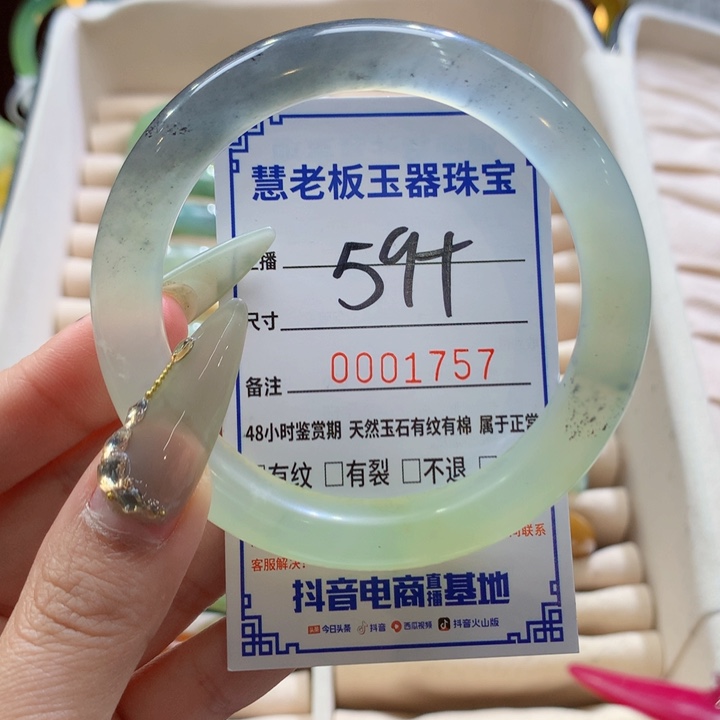 慧老板玉器珠宝
播
59+
尺寸
0001757
备注
48小时鉴赏期 天然玉石有纹有棉 属于正常
有纹 □有裂 □不退 □
联系
客服解决!
抖音电商直播基地
头条 今日头条 抖音 西瓜视频 抖音火山版